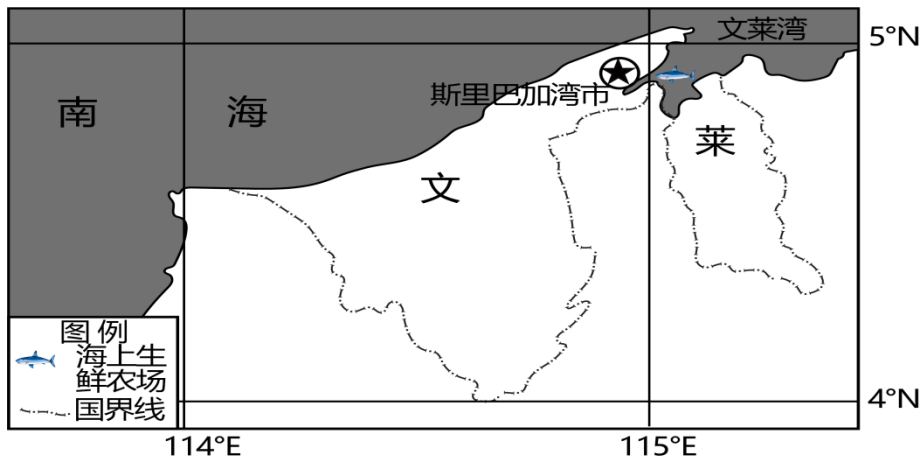 文莱湾
5°N
斯里巴加湾市
南 海
莱
文
图 例
海上生
鲜农场
国界线
4°N
114°E
115°E